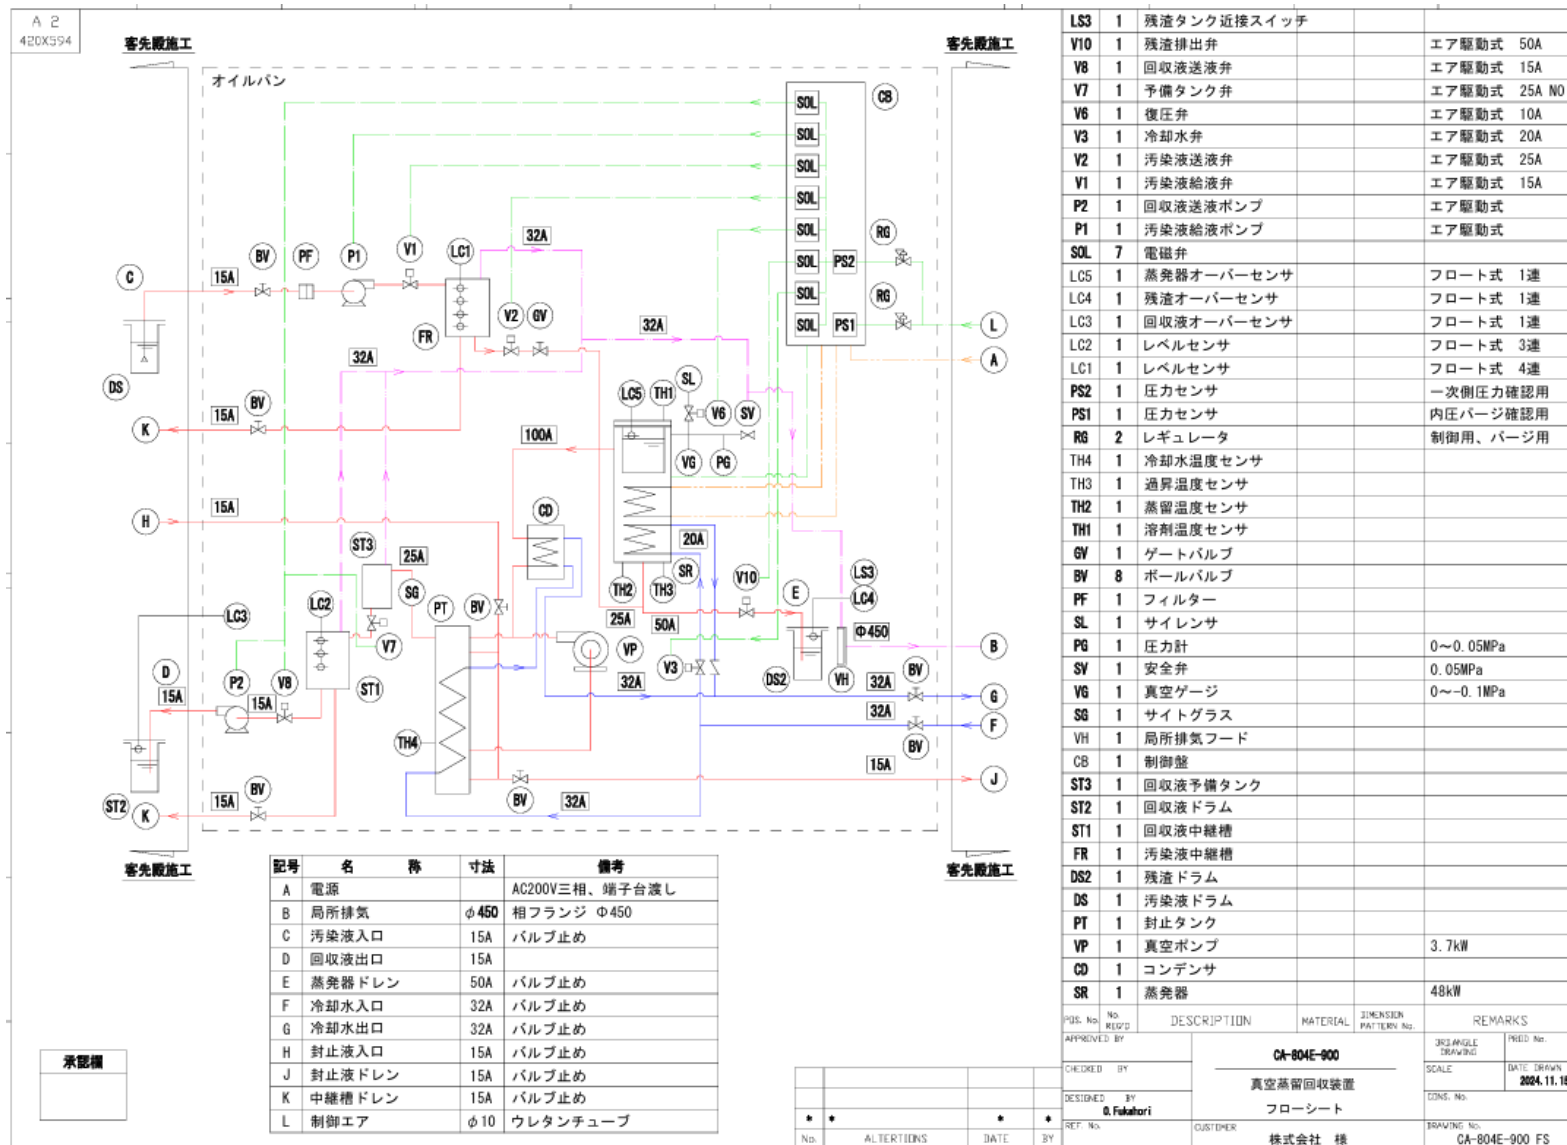 A 2
420X594
客先殿施工
客先殿施工
オイルパン
CB
SOL
SOL
SOL
SOL
SOL
SOL PS2
SOL
SOL PS1
RG
RG
L
A
C
15A
BV
PF
P1
V1
LC1
32A
FR
V2
GV
32A
DS
32A
K
15A
BV
SL
LC5
TH1
V6
SV
100A
VG
PG
H
15A
CD
ST3
25A
20A
SR
TH2
TH3
V10
E
LS3
LC4
SG
PT
BV
25A
50A
Φ450
B
LC3
LC2
V7
VP
V3
DS2
VH
D
15A
P2
V8
15A
ST1
32A
32A
BV
G
32A
F
BV
TH4
15A
J
ST2
K
15A
BV
BV
32A
客先殿施工
客先殿施工
記号 名 称 寸法 備考
A 電源 AC200V三相、端子台渡し
B 局所排気 φ450 相フランジ Φ450
C 汚染液入口 15A バルブ止め
D 回収液出口 15A
E 蒸発器ドレン 50A バルブ止め
F 冷却水入口 32A バルブ止め
G 冷却水出口 32A バルブ止め
H 封止液入口 15A バルブ止め
J 封止液ドレン 15A バルブ止め
K 中継槽ドレン 15A バルブ止め
L 制御エア φ10 ウレタンチューブ
承認欄
LS3 1 残渣タンク近接スイッチ
V10 1 残渣排出弁 エア駆動式 50A
V8 1 回収液送液弁 エア駆動式 15A
V7 1 予備タンク弁 エア駆動式 25A NO
V6 1 復圧弁 エア駆動式 10A
V3 1 冷却水弁 エア駆動式 20A
V2 1 汚染液送液弁 エア駆動式 25A
V1 1 汚染液給液弁 エア駆動式 15A
P2 1 回収液送液ポンプ エア駆動式
P1 1 汚染液給液ポンプ エア駆動式
SOL 7 電磁弁
LC5 1 蒸発器オーバーセンサ フロート式 1連
LC4 1 残渣オーバーセンサ フロート式 1連
LC3 1 回収液オーバーセンサ フロート式 1連
LC2 1 レベルセンサ フロート式 3連
LC1 1 レベルセンサ フロート式 4連
PS2 1 圧力センサ 一次側圧力確認用
PS1 1 圧力センサ 内圧パージ確認用
RG 2 レギュレータ 制御用、パージ用
TH4 1 冷却水温度センサ
TH3 1 過昇温度センサ
TH2 1 蒸留温度センサ
TH1 1 溶剤温度センサ
GV 1 ゲートバルブ
BV 8 ボールバルブ
PF 1 フィルター
SL 1 サイレンサ
PG 1 圧力計 0～0.05MPa
SV 1 安全弁 0.05MPa
VG 1 真空ゲージ 0～-0.1MPa
SG 1 サイトグラス
VH 1 局所排気フード
CB 1 制御盤
ST3 1 回収液予備タンク
ST2 1 回収液ドラム
ST1 1 回収液中継槽
FR 1 汚染液中継槽
DS2 1 残渣ドラム
DS 1 汚染液ドラム
PT 1 封止タンク
VP 1 真空ポンプ 3.7kW
CD 1 コンデンサ
SR 1 蒸発器 48kW
POS. No. No. REQ'D DESCRIPTION MATERIAL DIMENSION PATTERN No. REMARKS
APPROVED BY
CHECKED BY
DESIGNED BY
O.Fukahori
REF. No.
CA-804E-900
真空蒸留回収装置
フローシート
CUSTOMER
株式会社 様
3RD ANGLE DRAWING
PROD No.
SCALE
DATE DRAWN
2024.11.15
CONS. No.
DRAWING No.
CA-804E-900 FS
* * * *
No. ALTERTIONS DATE BY